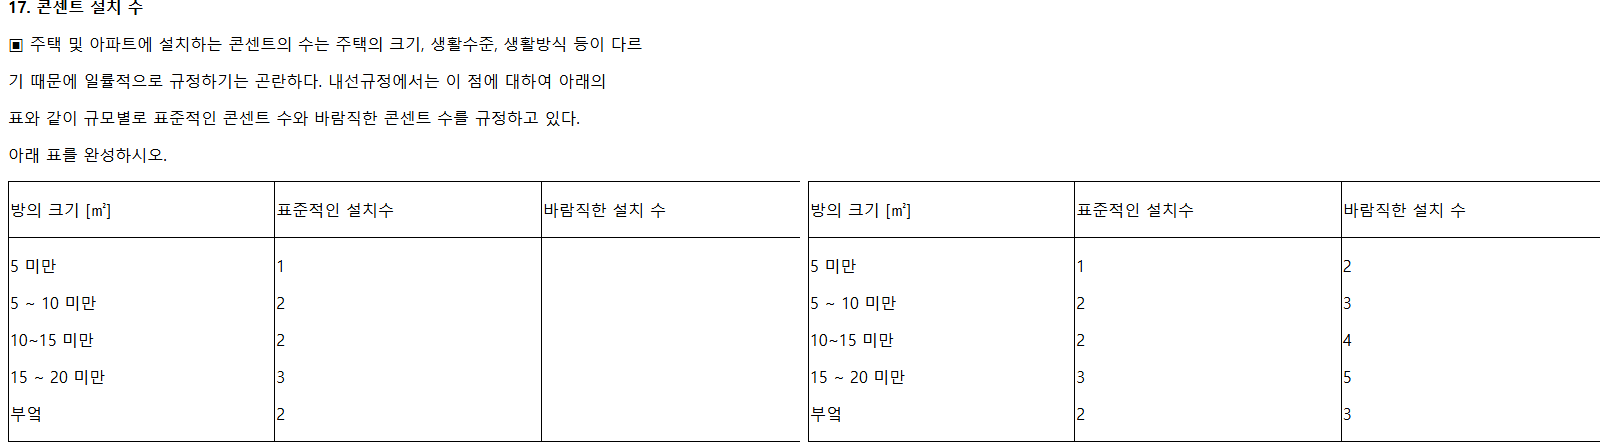 17. 콘센트 설치 수
▣ 주택 및 아파트에 설치하는 콘센트의 수는 주택의 크기, 생활수준, 생활방식 등이 다르
기 때문에 일률적으로 규정하기는 곤란하다. 내선규정에서는 이 점에 대하여 아래의
표와 같이 규모별로 표준적인 콘센트 수와 바람직한 콘센트 수를 규정하고 있다.
아래 표를 완성하시오.
방의 크기 [㎡] 표준적인 설치수 바람직한 설치 수
5 미만 1
5 ~ 10 미만 2
10~15 미만 2
15 ~ 20 미만 3
부엌 2
방의 크기 [㎡] 표준적인 설치수 바람직한 설치 수
5 미만 1 2
5 ~ 10 미만 2 3
10~15 미만 2 4
15 ~ 20 미만 3 5
부엌 2 3